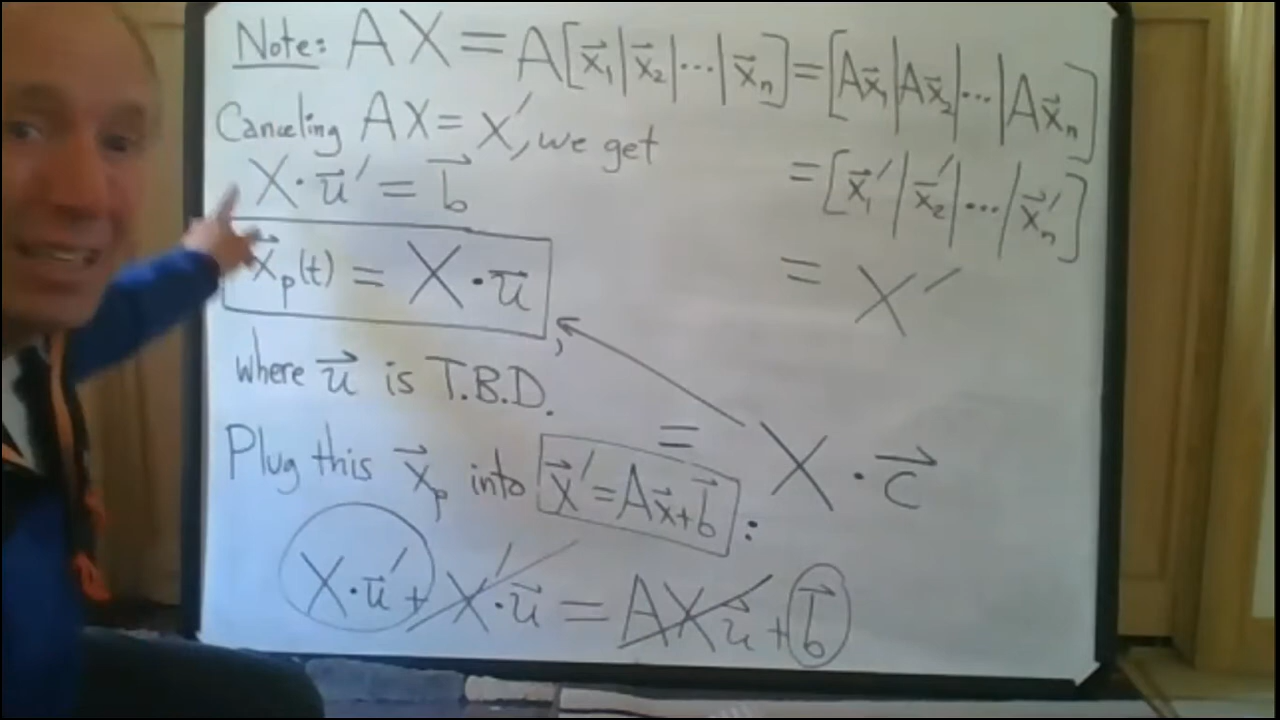 Note: AX = A[x⃗₁|x⃗₂|...|x⃗ₙ] = [Ax⃗₁|Ax⃗₂|...|Ax⃗ₙ]
Canceling AX = X', we get
= [x⃗₁'|x⃗₂'|...|x⃗ₙ']
X·u⃗' = b⃗
= X'
x⃗ₚ(t) = X·u⃗,
where u⃗ is T.B.D.
= X·c⃗
Plug this x⃗ₚ into x⃗' = Ax⃗+b⃗:
X·u⃗' + X'·u⃗ = AXu⃗ + b⃗